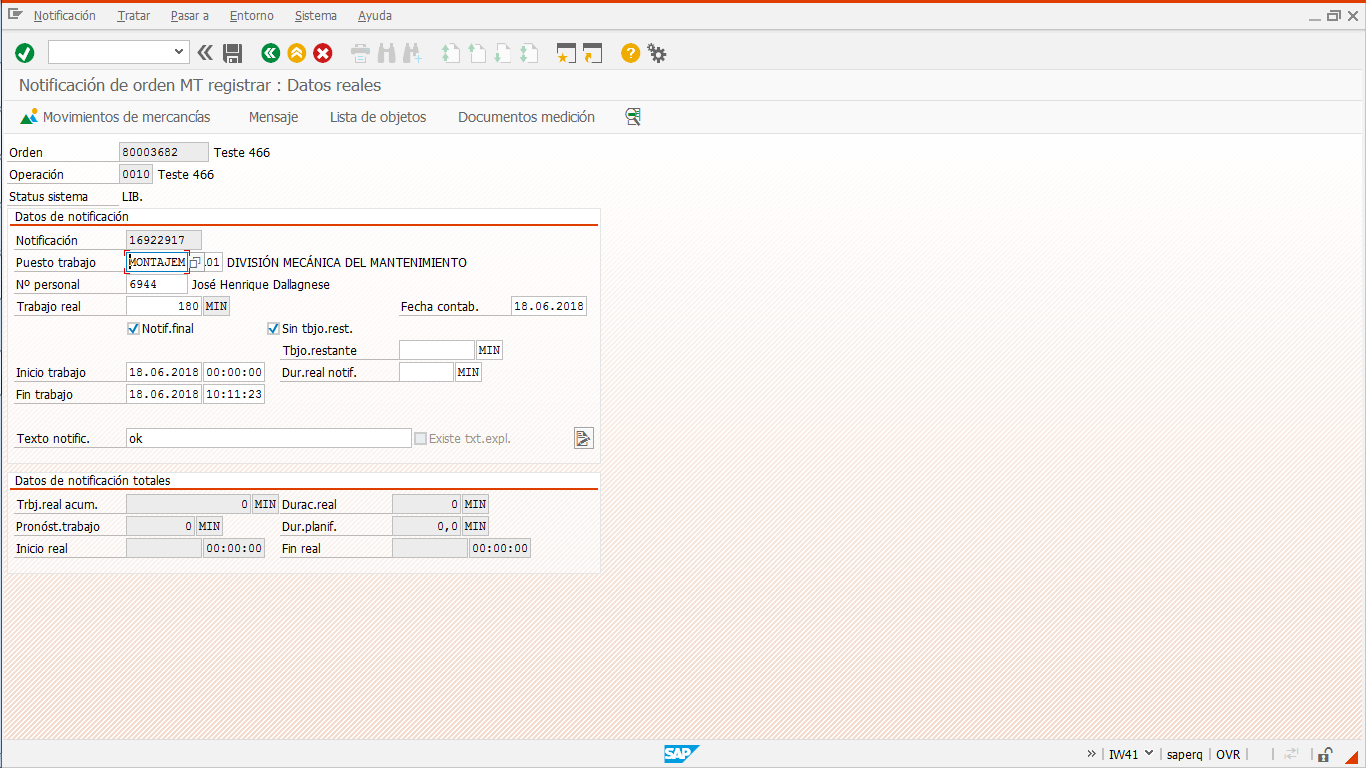 Notificación Tratar Pasar a Entorno Sistema Ayuda
Notificación de orden MT registrar : Datos reales
Movimientos de mercancías Mensaje Lista de objetos Documentos medición
Orden 80003682 Teste 466
Operación 0010 Teste 466
Status sistema LIB.
Datos de notificación
Notificación 16922917
Puesto trabajo MONTAJEM 01 DIVISIÓN MECÁNICA DEL MANTENIMIENTO
Nº personal 6944 José Henrique Dallagnese
Trabajo real 180 MIN Fecha contab. 18.06.2018
Notif.final Sin tbjo.rest.
Tbjo.restante MIN
Inicio trabajo 18.06.2018 00:00:00 Dur.real notif. MIN
Fin trabajo 18.06.2018 10:11:23
Texto notific. ok Existe txt.expl.
Datos de notificación totales
Trbj.real acum. 0 MIN Durac.real 0 MIN
Pronóst.trabajo 0 MIN Dur.planif. 0,0 MIN
Inicio real 00:00:00 Fin real 00:00:00
SAP » IW41 saperq OVR